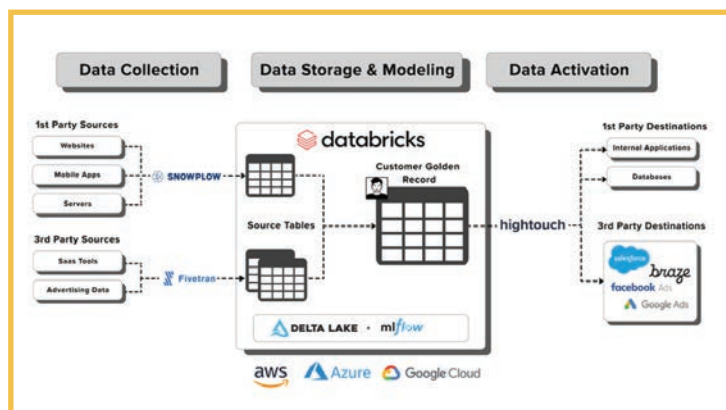 Data Collection
Data Storage & Modeling
Data Activation
1st Party Sources
Websites
Mobile Apps
Servers
SNOWPLOW
3rd Party Sources
Saas Tools
Advertising Data
Fivetran
databricks
Customer Golden
Record
Source Tables
DELTA LAKE · mlflow
aws
Azure
Google Cloud
hightouch
1st Party Destinations
Internal Applications
Databases
3rd Party Destinations
salesforce
braze
facebook Ads
Google Ads